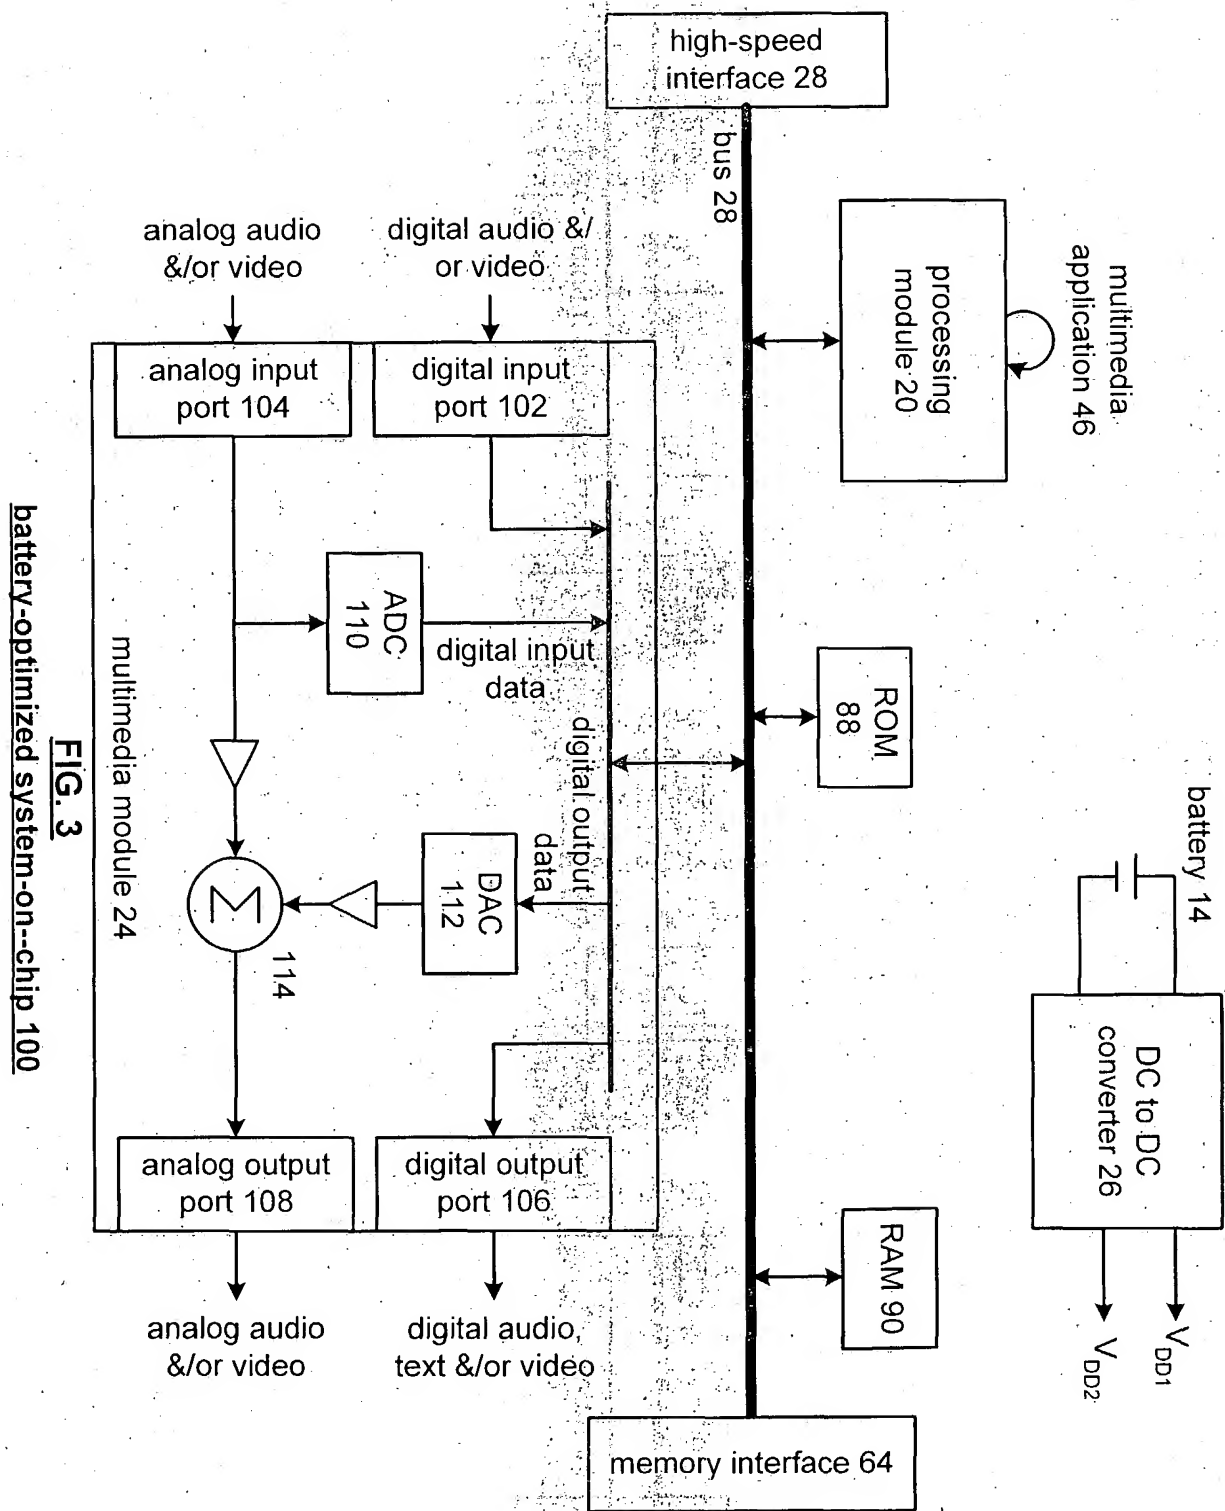 high-speed
interface 28
bus 28
multimedia
application 46
processing
module 20
ROM
88
battery 14
DC to DC
converter 26
VDD1
VDD2
RAM 90
memory interface 64
analog audio
&/or video
digital audio &/
or video
analog input
port 104
digital input
port 102
ADC
110
digital input
data
digital output
data
DAC
112
Σ
114
multimedia module 24
analog output
port 108
digital output
port 106
analog audio
&/or video
digital audio,
text &/or video
FIG. 3
battery-optimized system-on--chip 100